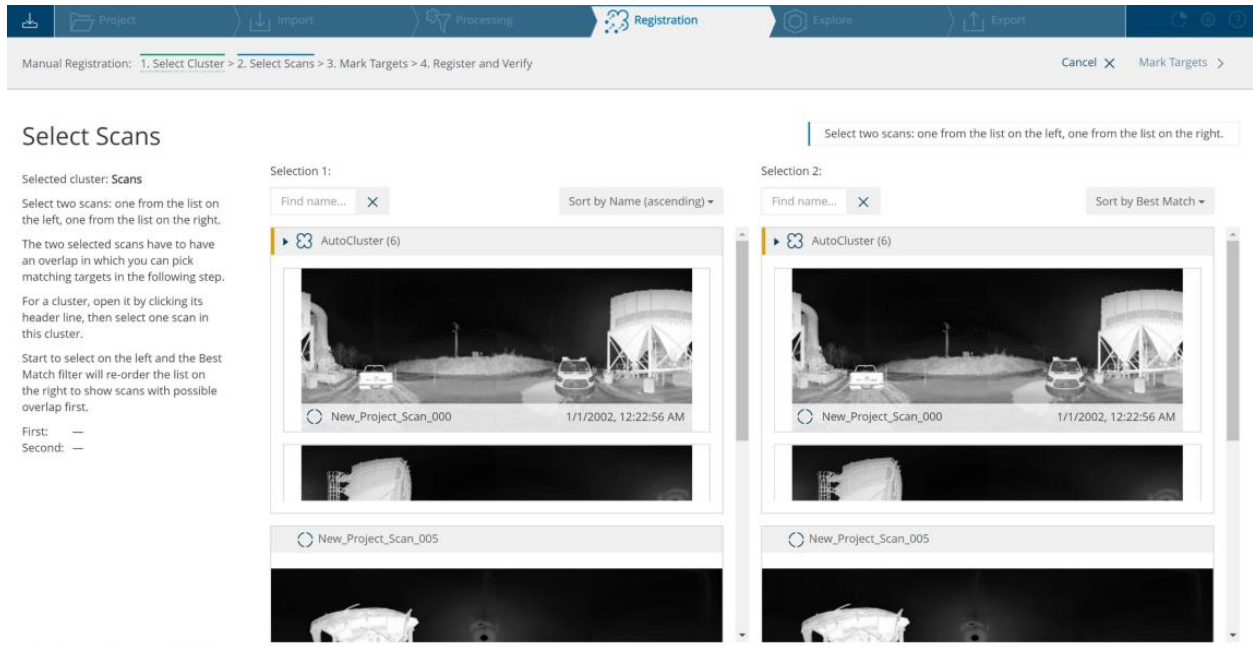 Project
Import
Processing
Registration
Explore
Export
Manual Registration: 1. Select Cluster > 2. Select Scans > 3. Mark Targets > 4. Register and Verify
Cancel
Mark Targets
Select Scans
Select two scans: one from the list on the left, one from the list on the right.
Selected cluster: Scans
Select two scans: one from the list on
the left, one from the list on the right.
The two selected scans have to have
an overlap in which you can pick
matching targets in the following step.
For a cluster, open it by clicking its
header line, then select one scan in
this cluster.
Start to select on the left and the Best
Match filter will re-order the list on
the right to show scans with possible
overlap first.
First: —
Second: —
Selection 1:
Find name...
Sort by Name (ascending)
AutoCluster (6)
New_Project_Scan_000 1/1/2002, 12:22:56 AM
New_Project_Scan_005
Selection 2:
Find name...
Sort by Best Match
AutoCluster (6)
New_Project_Scan_000 1/1/2002, 12:22:56 AM
New_Project_Scan_005